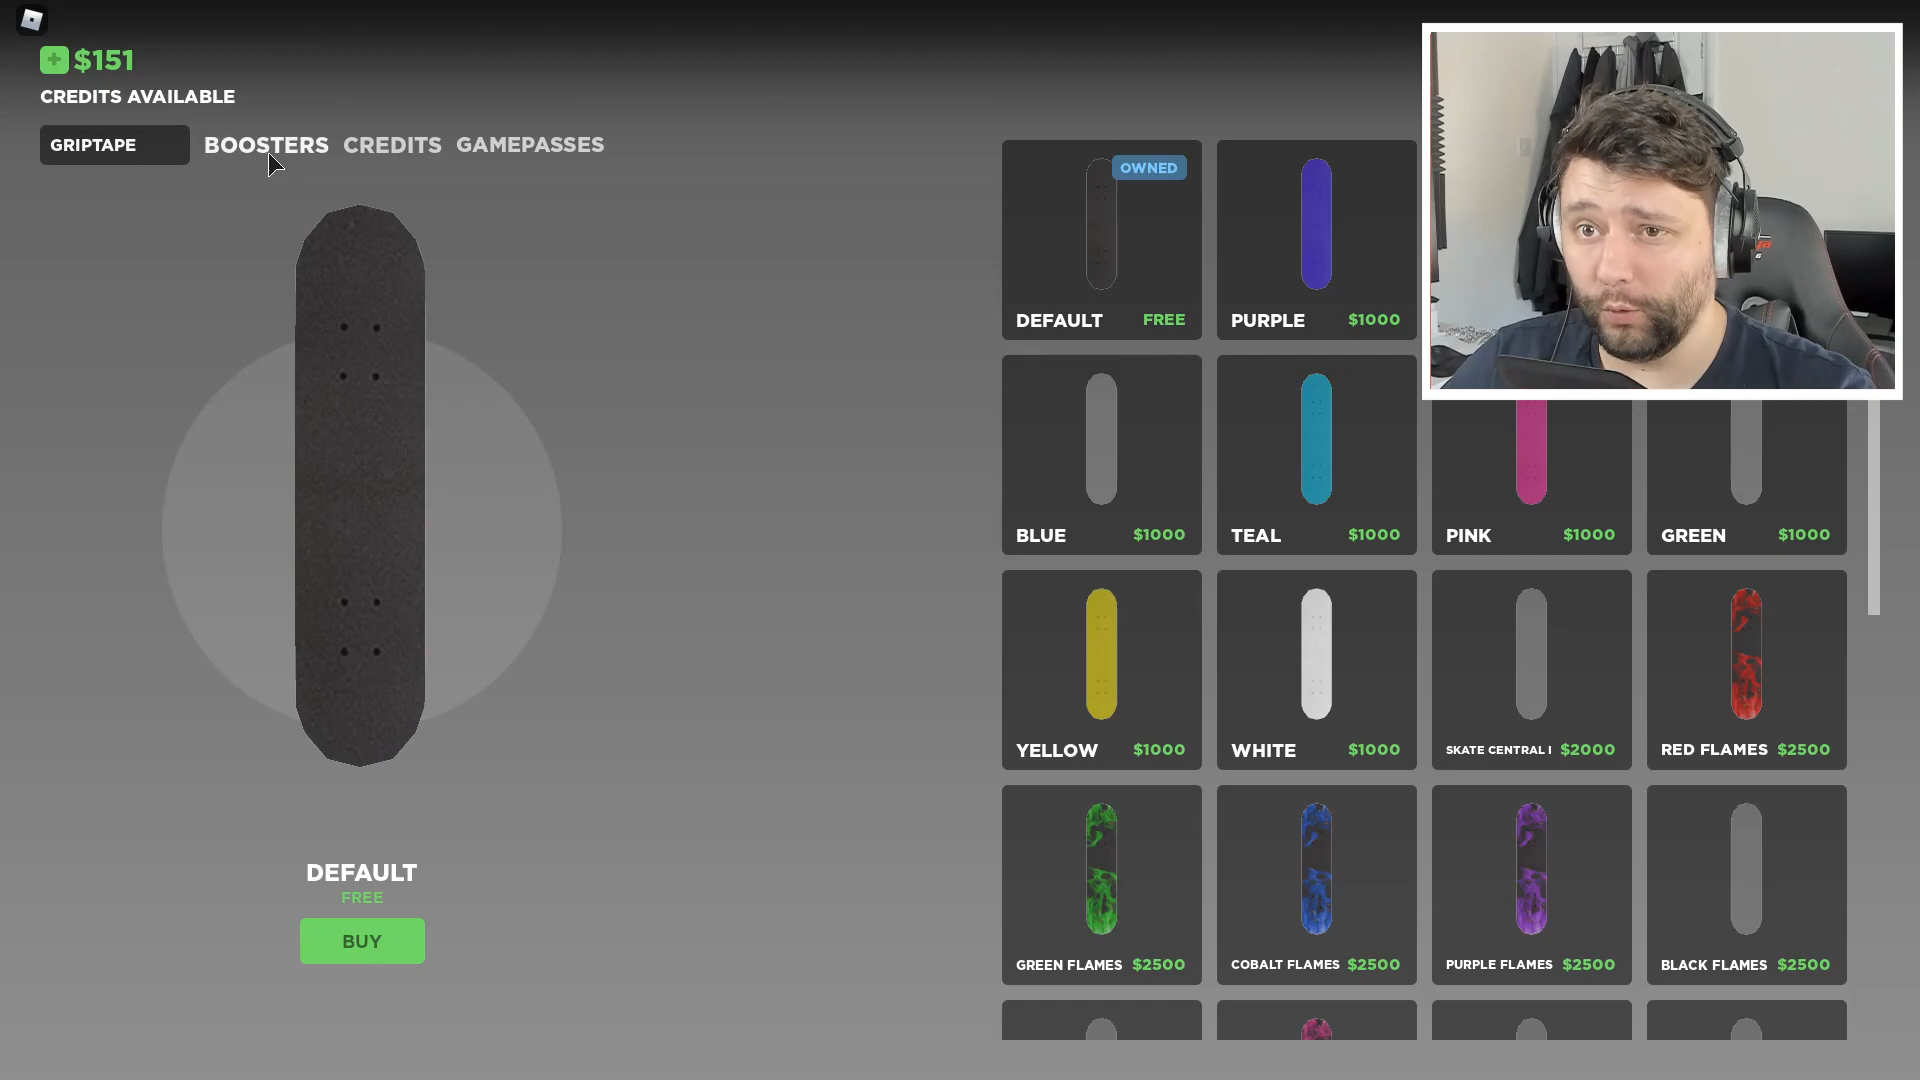 $151
CREDITS AVAILABLE
GRIPTAPE BOOSTERS CREDITS GAMEPASSES
OWNED
DEFAULT FREE
PURPLE $1000
BLUE $1000
TEAL $1000
PINK $1000
GREEN $1000
YELLOW $1000
WHITE $1000
SKATE CENTRAL I $2000
RED FLAMES $2500
GREEN FLAMES $2500
COBALT FLAMES $2500
PURPLE FLAMES $2500
BLACK FLAMES $2500
DEFAULT
FREE
BUY